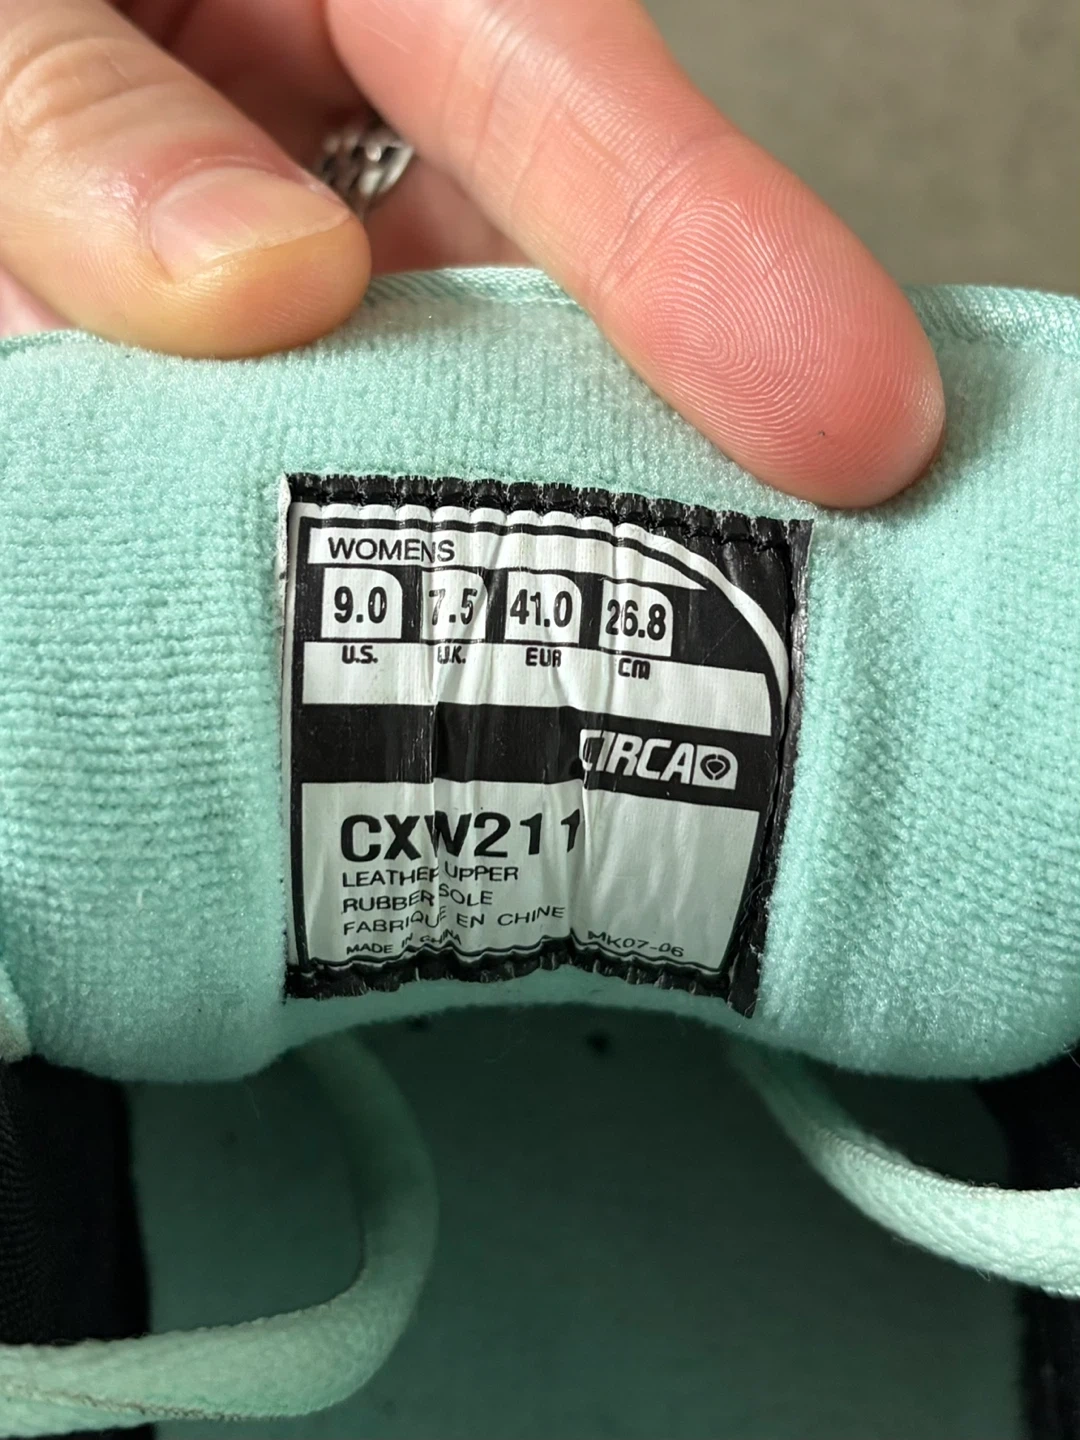 WOMENS
9.0 7.5 41.0 26.8
U.S. U.K. EUR CM
CIRCA
CXW211
LEATHER UPPER
RUBBER SOLE
FABRIQUE EN CHINE
MADE IN CHINA MK07-06